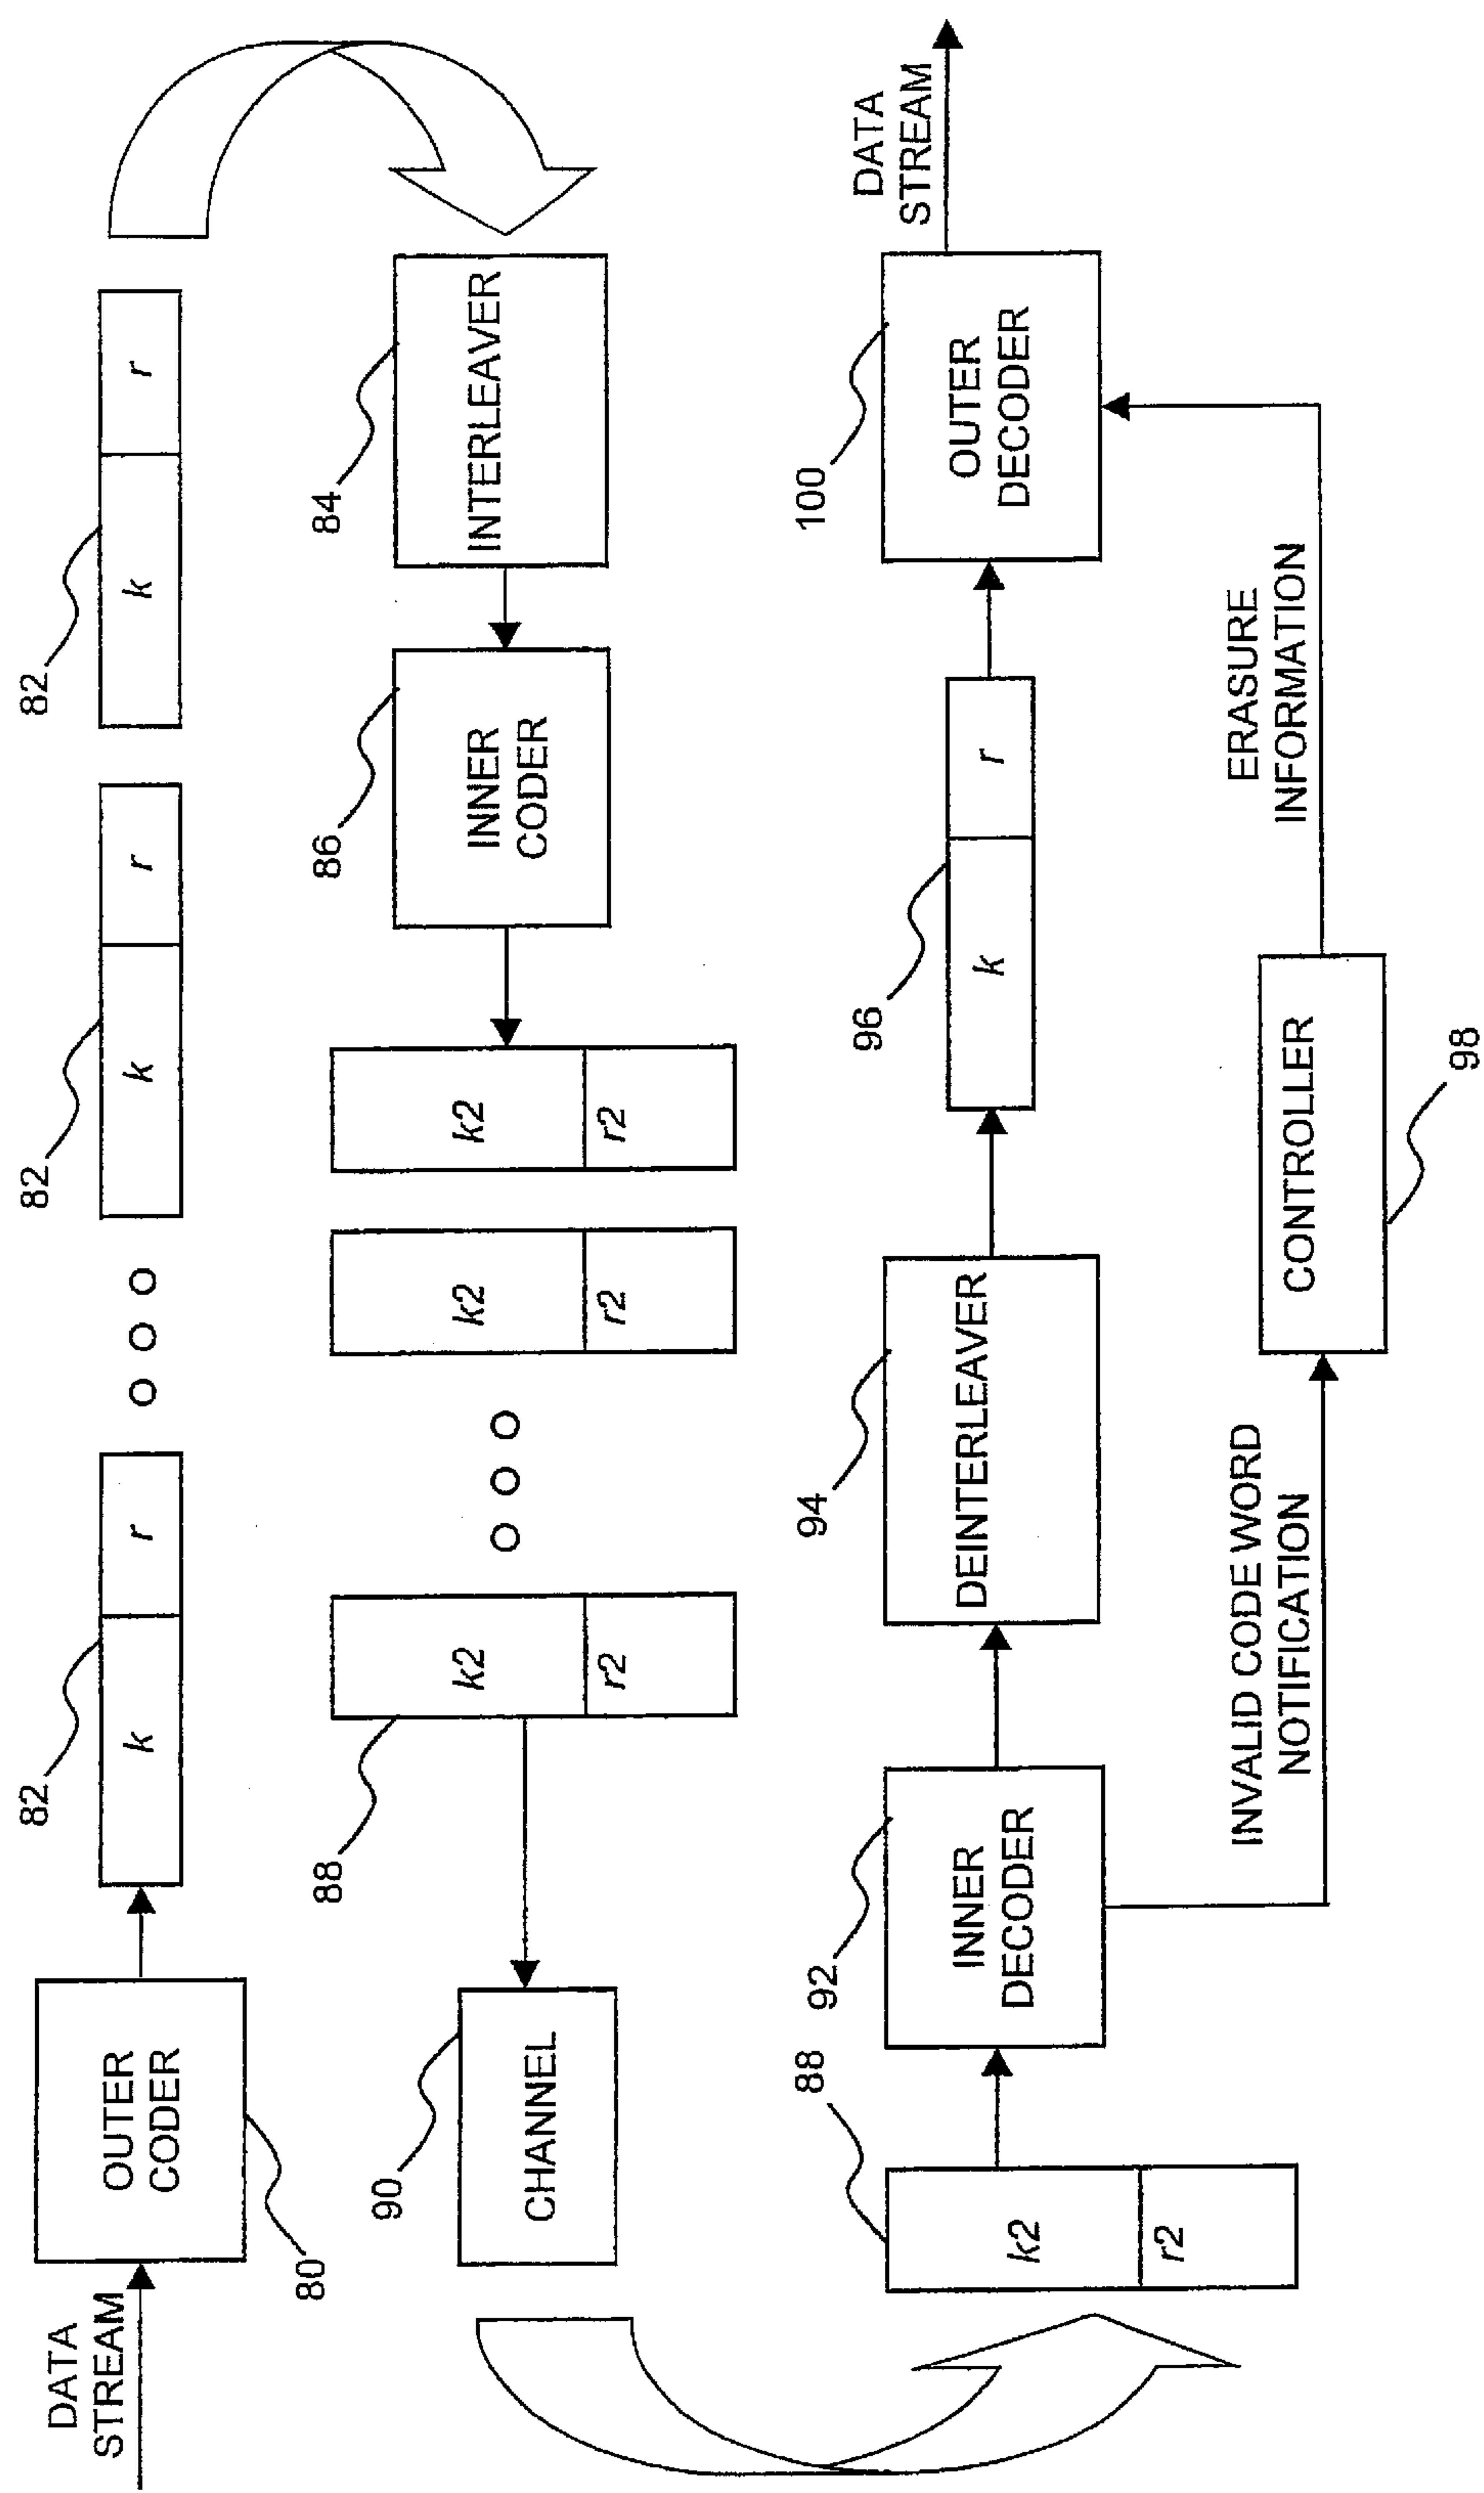 DATA
STREAM
OUTER
CODER
80
82
k
r
82
k
r
82
k
r
84
INTERLEAVER
86
INNER
CODER
k2
r2
k2
r2
88
k2
r2
90
CHANNEL
88
k2
r2
92
INNER
DECODER
94
DEINTERLEAVER
96
k
r
100
OUTER
DECODER
DATA
STREAM
INVALID CODE WORD
NOTIFICATION
CONTROLLER
98
ERASURE
INFORMATION